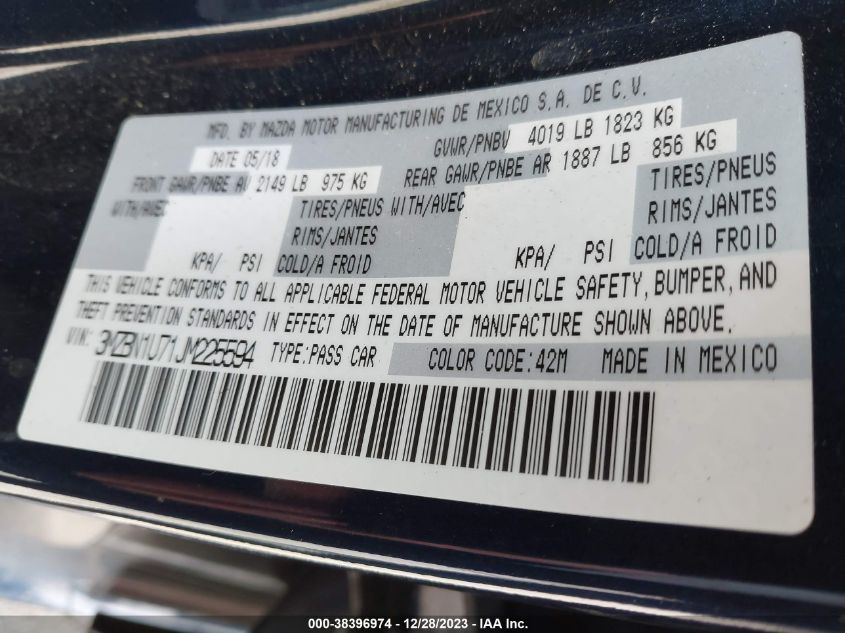 MFD. BY MAZDA MOTOR MANUFACTURING DE MEXICO S.A. DE C.V.
DATE 05/18 GVWR/PNBV 4019 LB 1823 KG
FRONT GAWR/PNBE AV 2149 LB 975 KG REAR GAWR/PNBE AR 1887 LB 856 KG
WITH/AVEC TIRES/PNEUS WITH/AVEC TIRES/PNEUS
RIMS/JANTES RIMS/JANTES
KPA/ PSI COLD/A FROID KPA/ PSI COLD/A FROID
THIS VEHICLE CONFORMS TO ALL APPLICABLE FEDERAL MOTOR VEHICLE SAFETY, BUMPER, AND
THEFT PREVENTION STANDARDS IN EFFECT ON THE DATE OF MANUFACTURE SHOWN ABOVE.
VIN: 3MZBN1U71JM225594 TYPE:PASS CAR COLOR CODE:42M MADE IN MEXICO
000-38396974 / 12/28/2023 - IAA Inc.